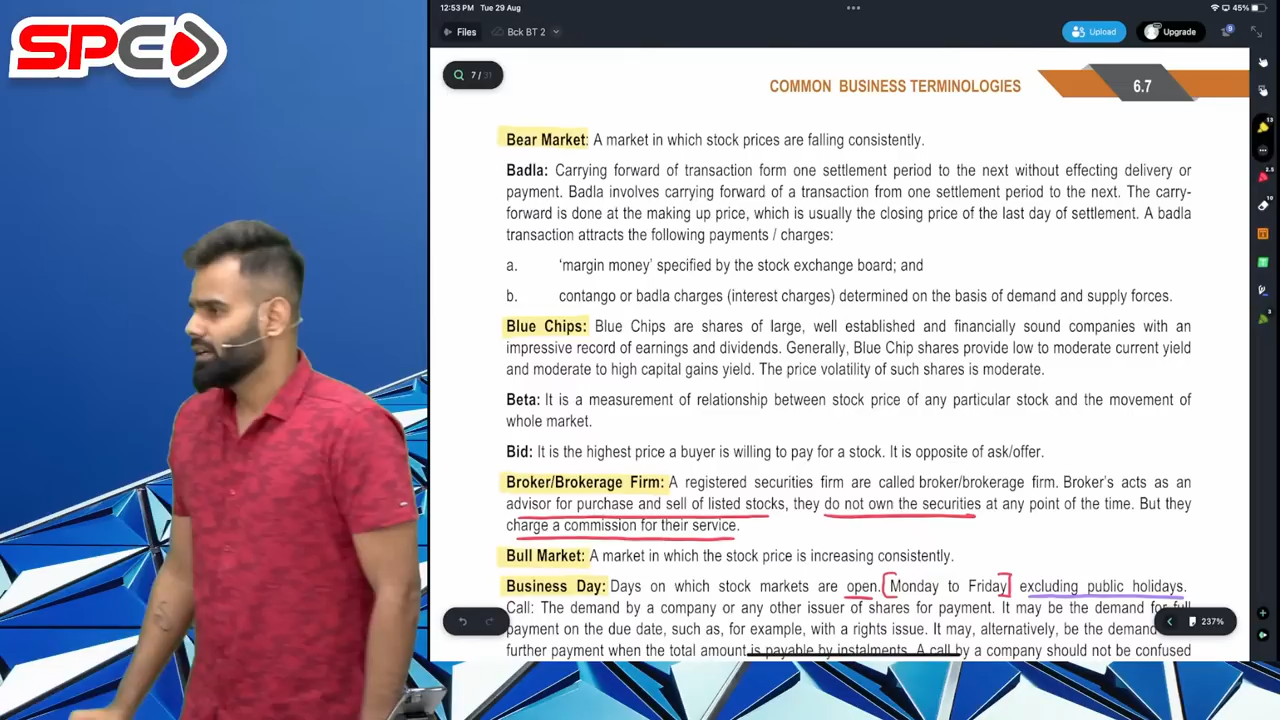 SPC
12:53 PM Tue 29 Aug
45%
Files
Bck BT 2
Upload
Upgrade
7 / 31
COMMON BUSINESS TERMINOLOGIES 6.7
Bear Market: A market in which stock prices are falling consistently.
Badla: Carrying forward of transaction form one settlement period to the next without effecting delivery or
payment. Badla involves carrying forward of a transaction from one settlement period to the next. The carry-
forward is done at the making up price, which is usually the closing price of the last day of settlement. A badla
transaction attracts the following payments / charges:
a. ‘margin money’ specified by the stock exchange board; and
b. contango or badla charges (interest charges) determined on the basis of demand and supply forces.
Blue Chips: Blue Chips are shares of large, well established and financially sound companies with an
impressive record of earnings and dividends. Generally, Blue Chip shares provide low to moderate current yield
and moderate to high capital gains yield. The price volatility of such shares is moderate.
Beta: It is a measurement of relationship between stock price of any particular stock and the movement of
whole market.
Bid: It is the highest price a buyer is willing to pay for a stock. It is opposite of ask/offer.
Broker/Brokerage Firm: A registered securities firm are called broker/brokerage firm. Broker's acts as an
advisor for purchase and sell of listed stocks, they do not own the securities at any point of the time. But they
charge a commission for their service.
Bull Market: A market in which the stock price is increasing consistently.
Business Day: Days on which stock markets are open. Monday to Friday excluding public holidays.
Call: The demand by a company or any other issuer of shares for payment. It may be the demand for full
payment on the due date, such as, for example, with a rights issue. It may, alternatively, be the demand
further payment when the total amount is payable by instalments. A call by a company should not be confused
237%